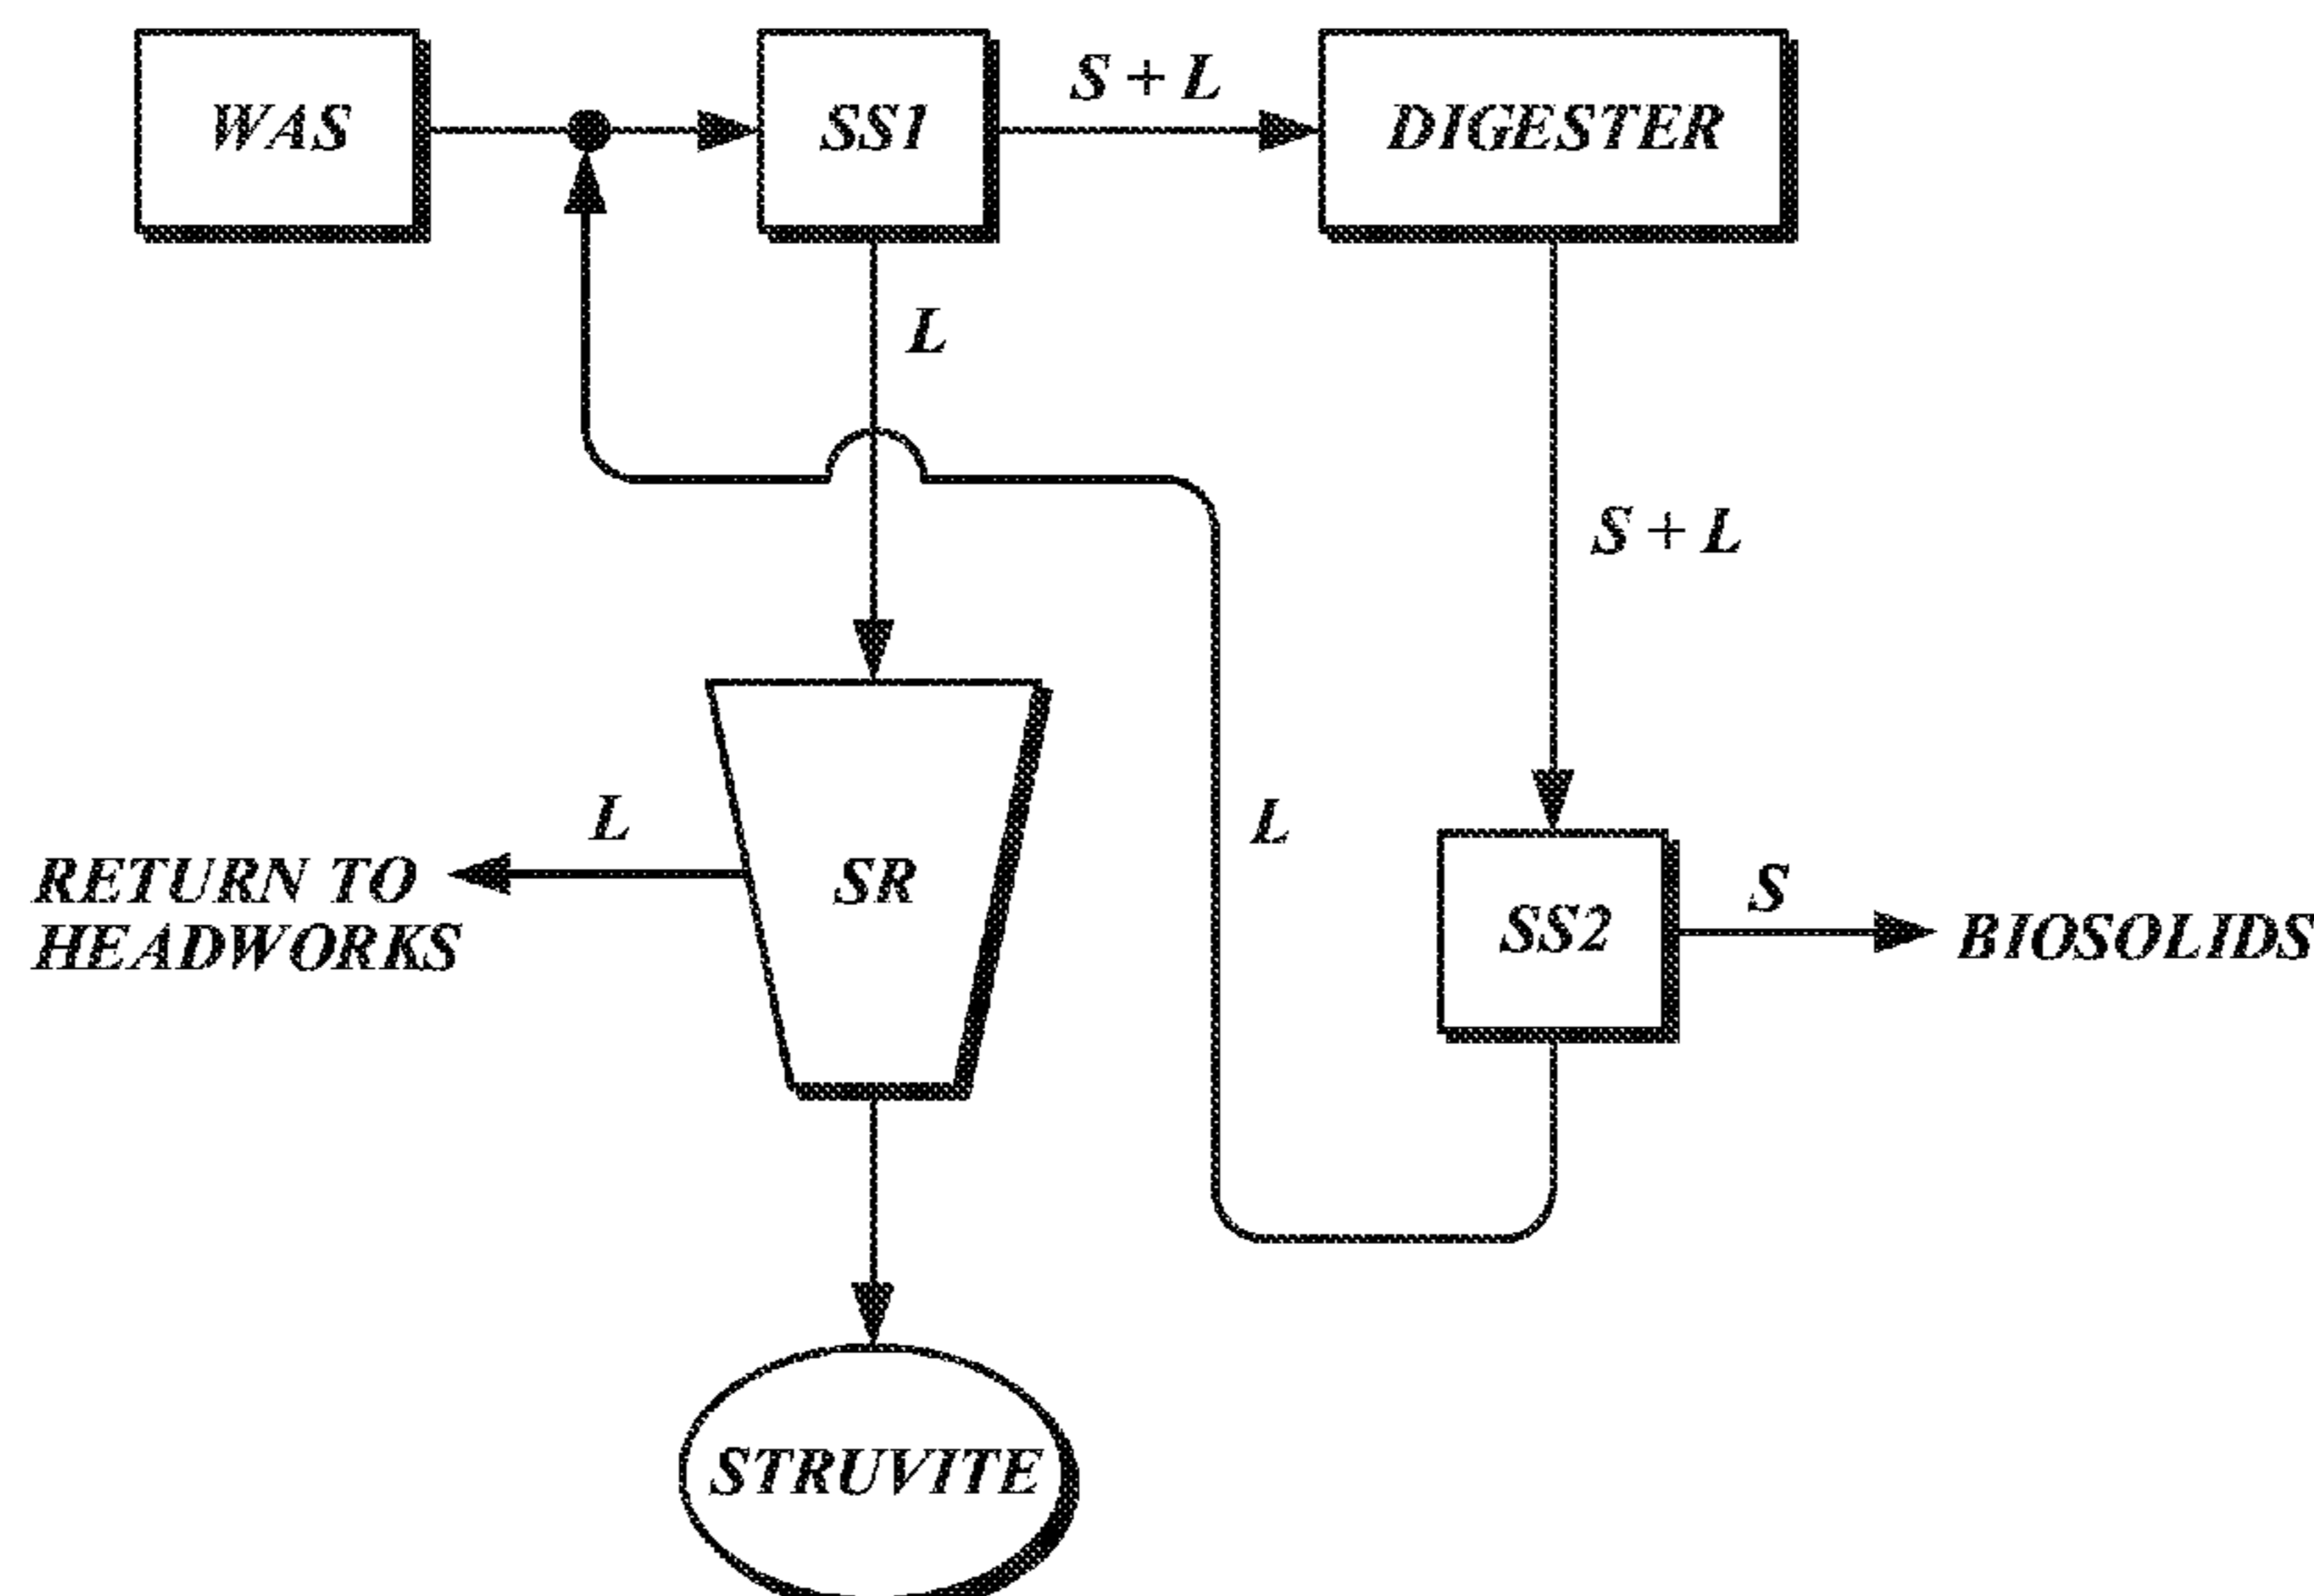 WAS
SS1
S + L
DIGESTER
L
S + L
L
SR
L
RETURN TO
HEADWORKS
SS2
S
BIOSOLIDS
STRUVITE